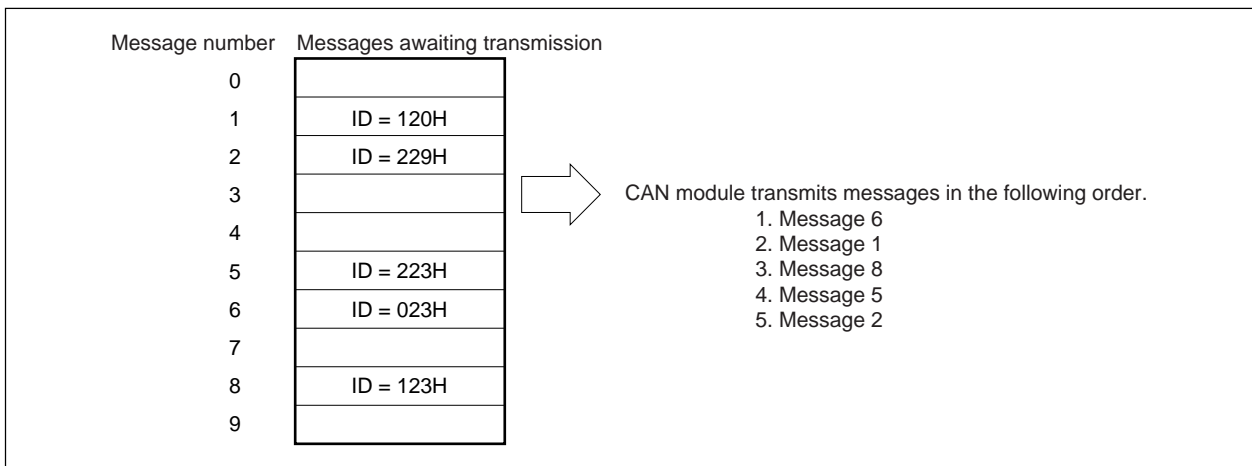 Message number Messages awaiting transmission
0
1 ID = 120H
2 ID = 229H
3
4
5 ID = 223H
6 ID = 023H
7
8 ID = 123H
9
CAN module transmits messages in the following order.
1. Message 6
2. Message 1
3. Message 8
4. Message 5
5. Message 2